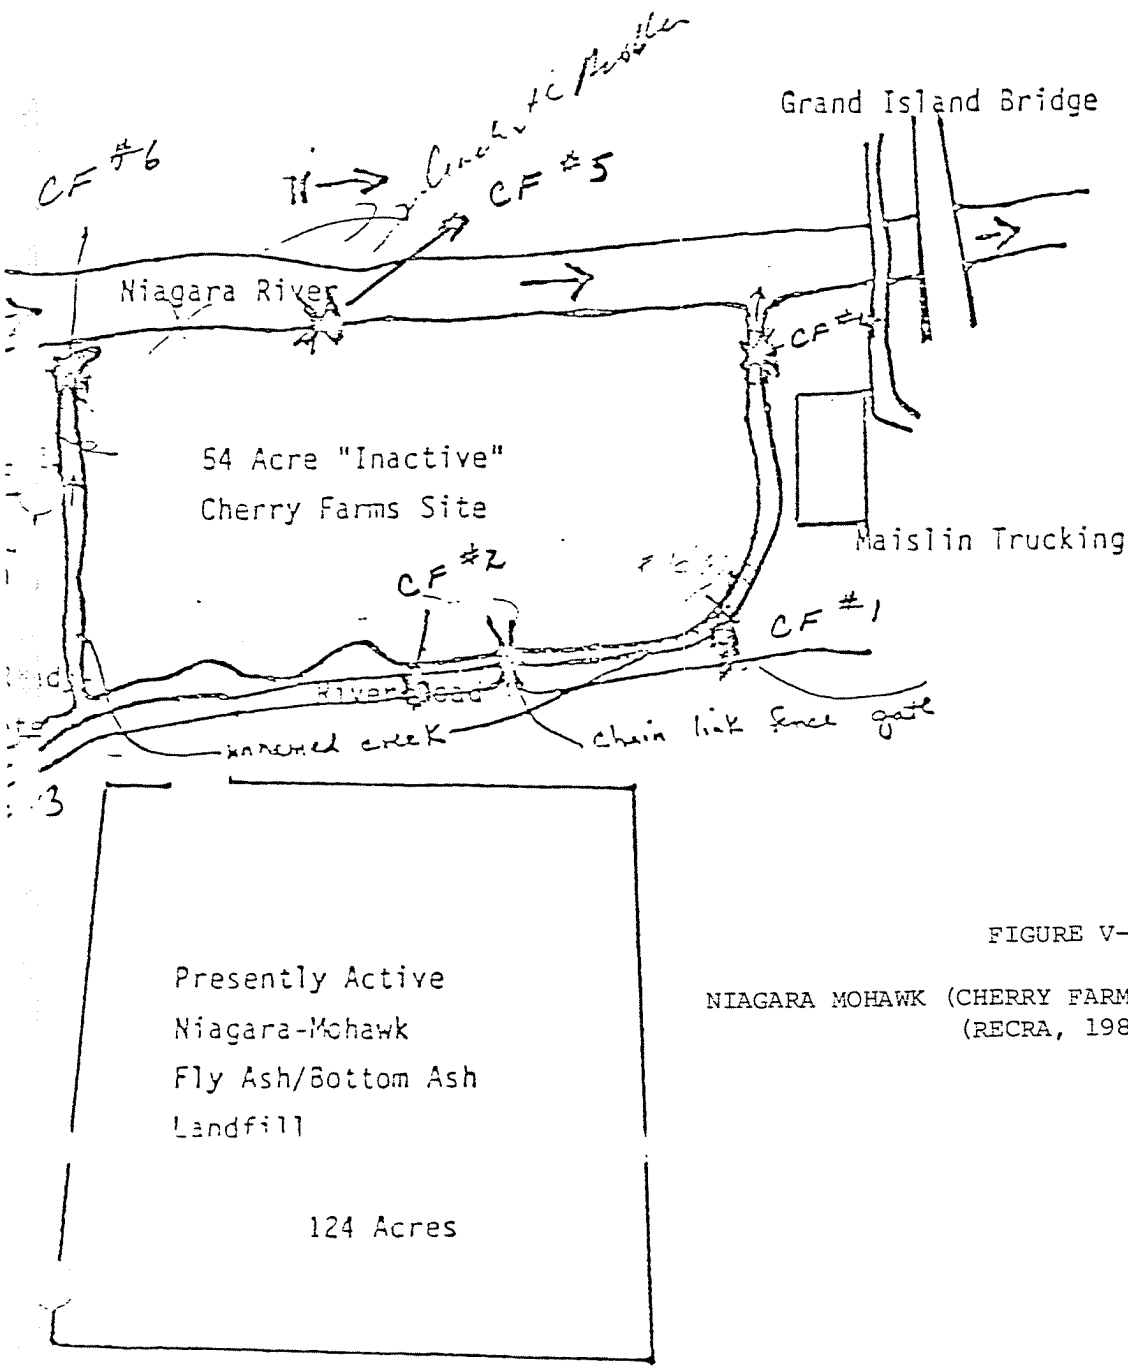 Grand Island Bridge
CF #6
CF #5
Niagara River
CF #
54 Acre "Inactive"
Cherry Farms Site
Maislin Trucking
CF #2
CF #1
River Road
unnamed creek
chain link fence gate
3
Presently Active
Niagara-Mohawk
Fly Ash/Bottom Ash
Landfill
124 Acres
FIGURE V-
NIAGARA MOHAWK (CHERRY FARM
(RECRA, 198